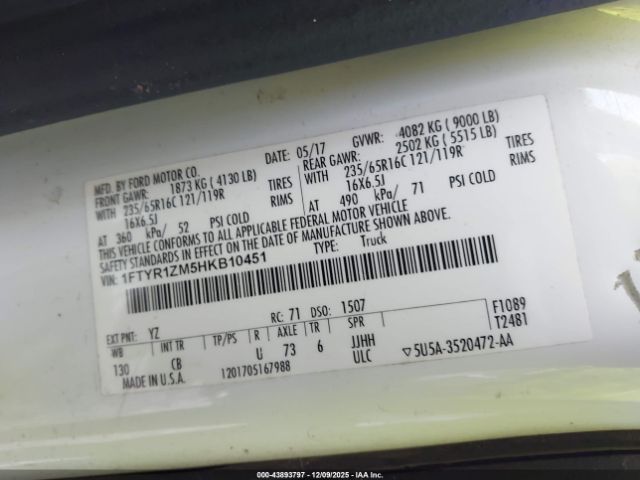 MFD. BY FORD MOTOR CO. DATE: 05/17 GVWR: 4082 KG ( 9000 LB)
FRONT GAWR: 1873 KG ( 4130 LB) REAR GAWR: 2502 KG ( 5515 LB)
WITH 235/65R16C 121/119R TIRES WITH 235/65R16C 121/119R TIRES
16X6.5J RIMS 16X6.5J RIMS
AT 360 kPa/ 52 PSI COLD AT 490 kPa/ 71 PSI COLD
THIS VEHICLE CONFORMS TO ALL APPLICABLE FEDERAL MOTOR VEHICLE
SAFETY STANDARDS IN EFFECT ON THE DATE OF MANUFACTURE SHOWN ABOVE.
VIN: 1FTYR1ZM5HKB10451 TYPE: Truck
EXT PNT: YZ RC: 71 DSO: 1507 F1089
WB INT TR TP/PS R AXLE TR SPR T2481
130 CB U 73 6 JJHH
ULC
MADE IN U.S.A. 1201705167988 5U5A-3520472-AA
00-43893797 - 12/09/2025 - IAA Inc.